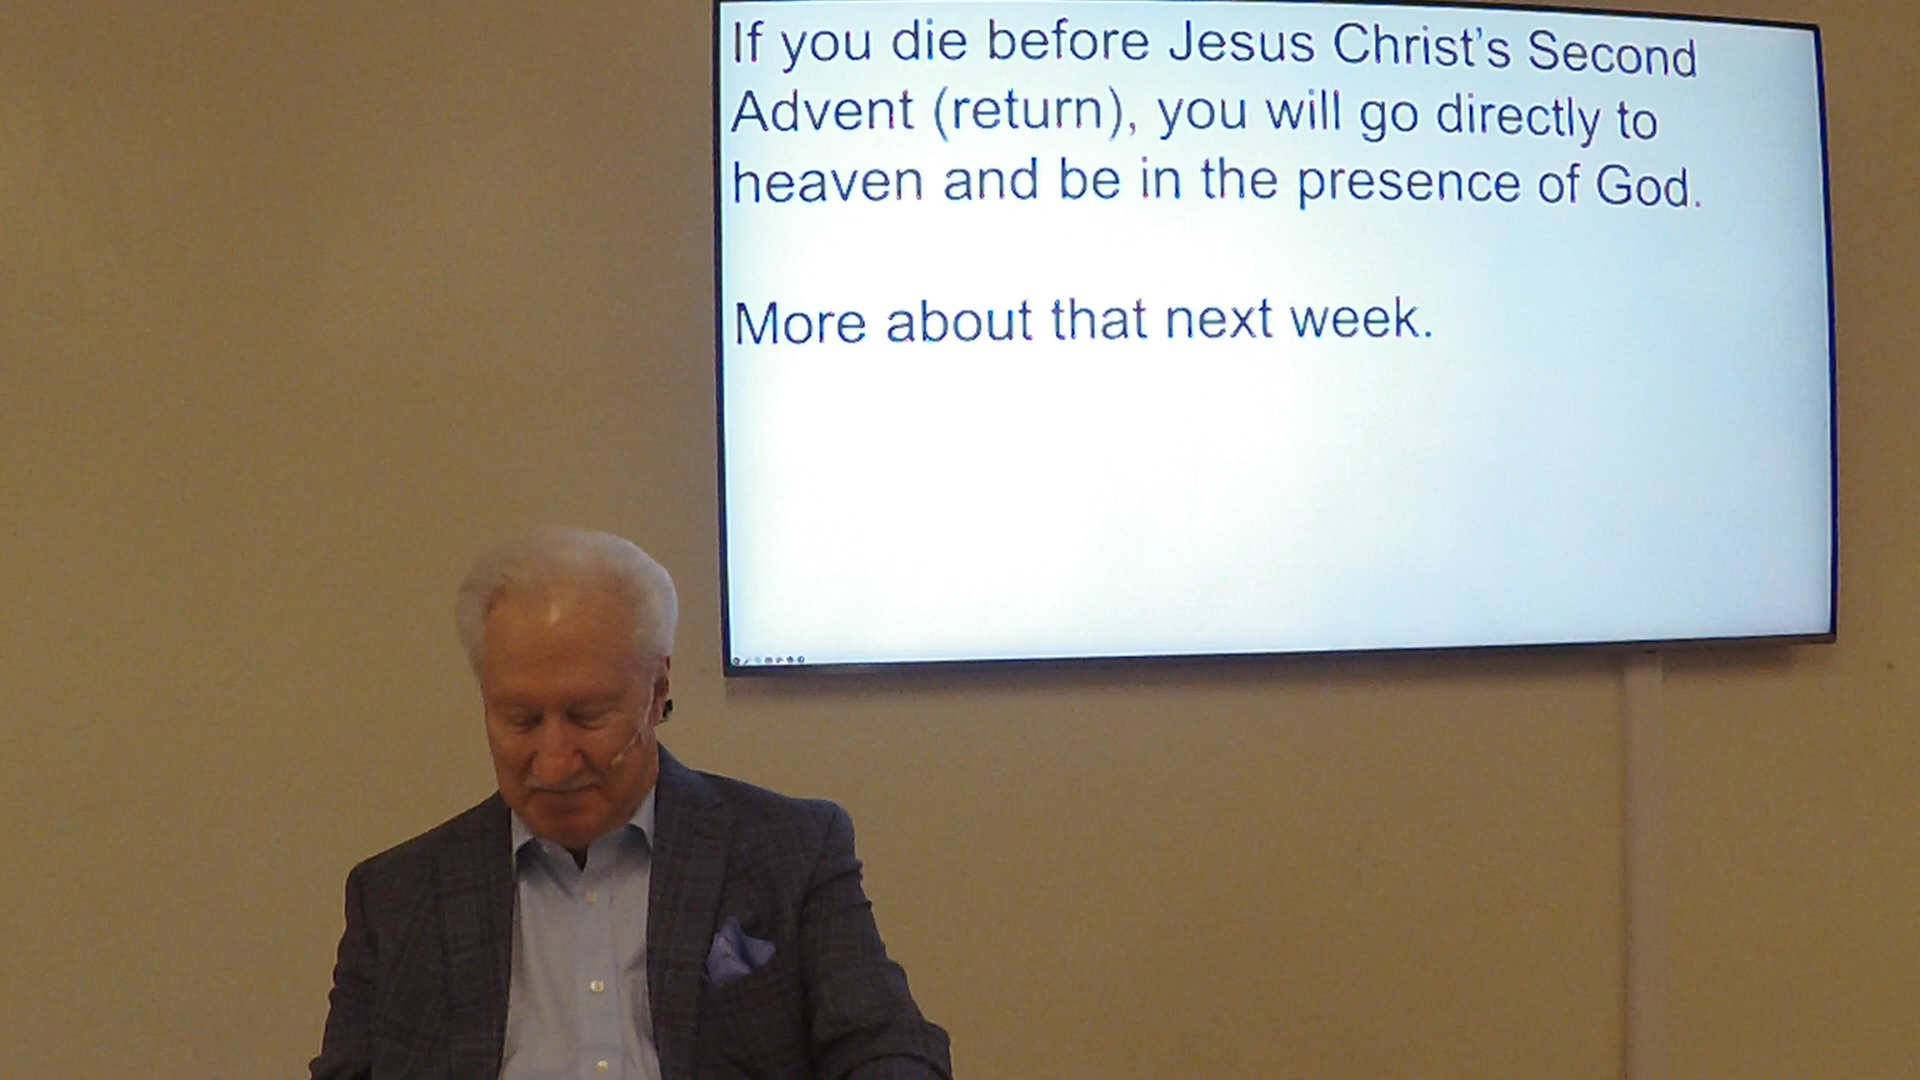 If you die before Jesus Christ's Second
Advent (return), you will go directly to
heaven and be in the presence of God.
More about that next week.